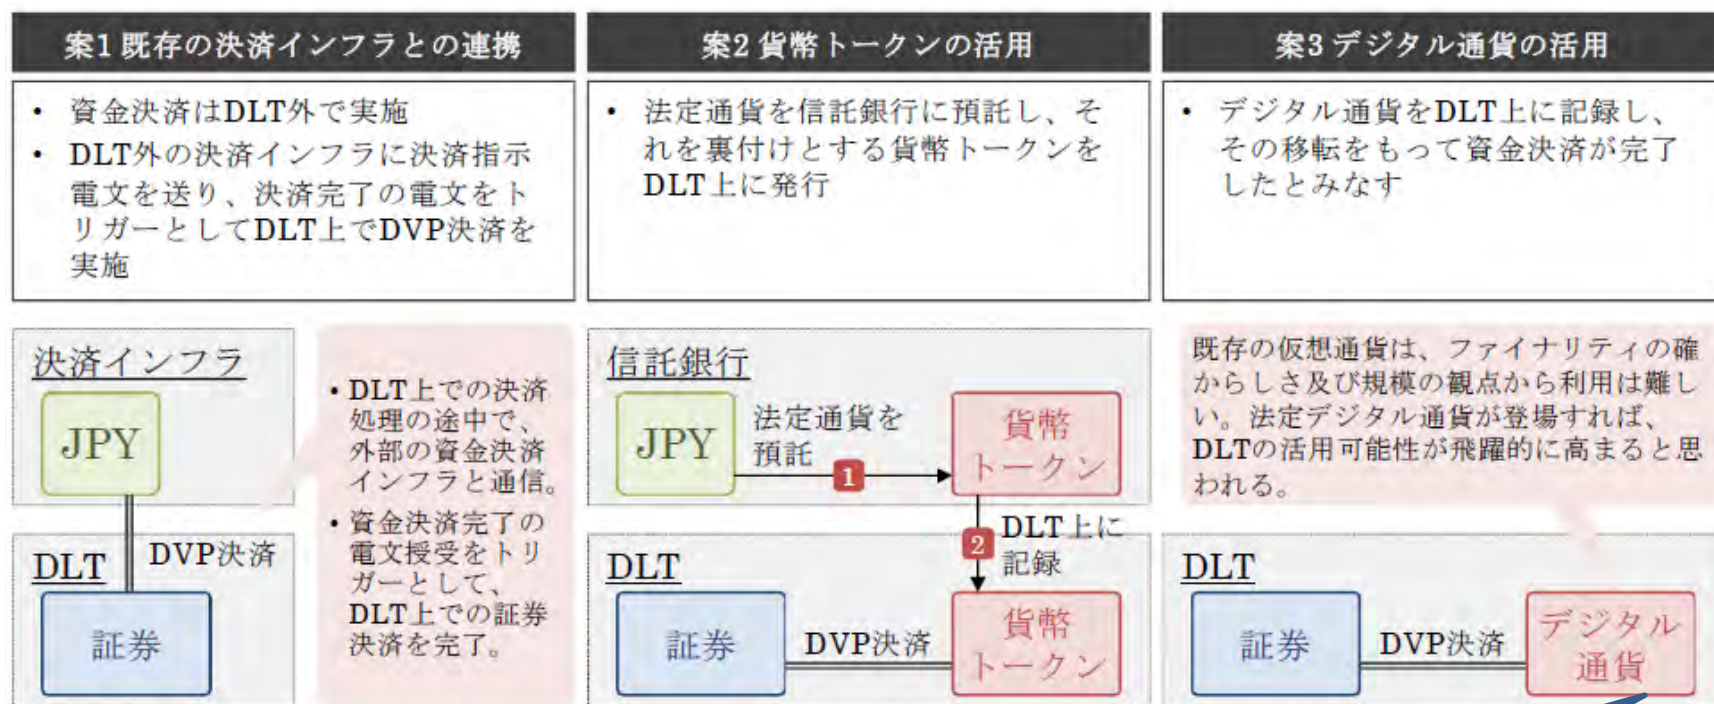 案1 既存の決済インフラとの連携
• 資金決済はDLT外で実施
• DLT外の決済インフラに決済指示
電文を送り、決済完了の電文をト
リガーとしてDLT上でDVP決済を
実施
決済インフラ
JPY
DVP決済
DLT
証券
• DLT上での決済
処理の途中で、
外部の資金決済
インフラと通信。
• 資金決済完了の
電文授受をトリ
ガーとして、
DLT上での証券
決済を完了。
案2 貨幣トークンの活用
• 法定通貨を信託銀行に預託し、そ
れを裏付けとする貨幣トークンを
DLT上に発行
信託銀行
JPY
法定通貨を
預託
1
貨幣
トークン
2
DLT上に
記録
DLT
証券
DVP決済
貨幣
トークン
案3 デジタル通貨の活用
• デジタル通貨をDLT上に記録し、
その移転をもって資金決済が完了
したとみなす
既存の仮想通貨は、ファイナリティの確
からしさ及び規模の観点から利用は難し
い。法定デジタル通貨が登場すれば、
DLTの活用可能性が飛躍的に高まると思
われる。
DLT
証券
DVP決済
デジタル
通貨